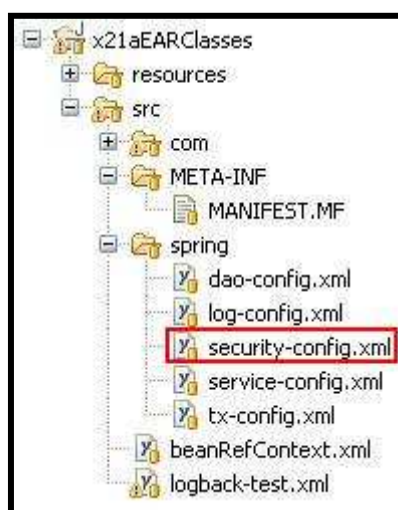 x21aEARClasses
resources
src
com
META-INF
MANIFEST.MF
spring
dao-config.xml
log-config.xml
security-config.xml
service-config.xml
tx-config.xml
beanRefContext.xml
logback-test.xml